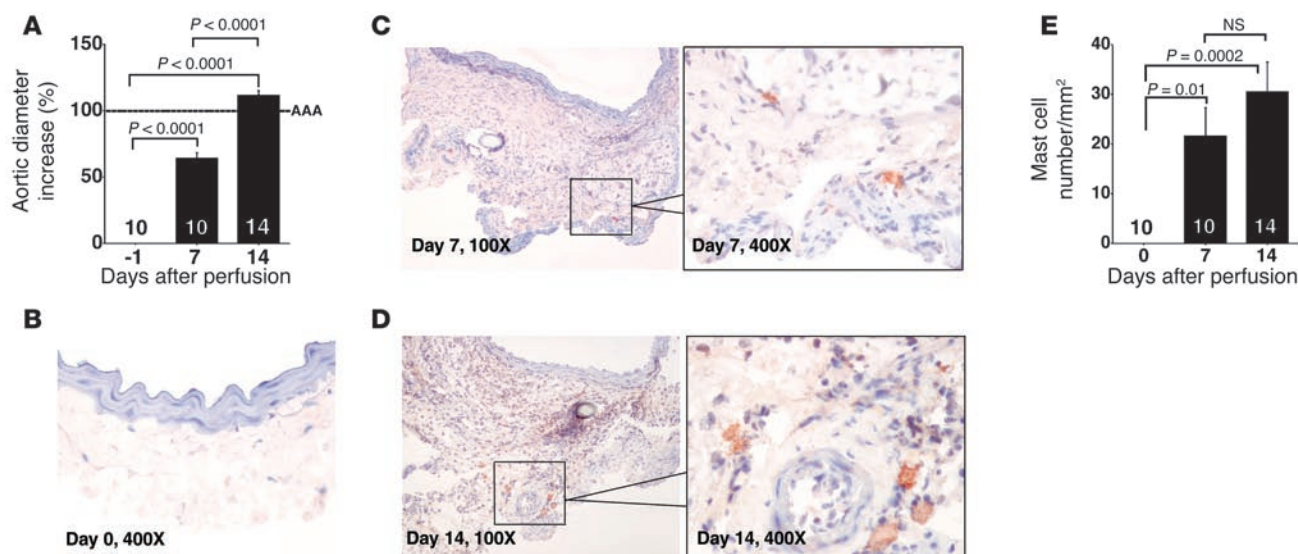 A
P < 0.0001
P < 0.0001
P < 0.0001
Aortic diameter
increase (%)
150
100
50
0
AAA
10
10
14
-1
7
14
Days after perfusion
B
Day 0, 400X
C
Day 7, 100X
Day 7, 400X
D
Day 14, 100X
Day 14, 400X
E
NS
P = 0.0002
P = 0.01
Mast cell
number/mm²
40
30
20
10
0
10
10
14
0
7
14
Days after perfusion